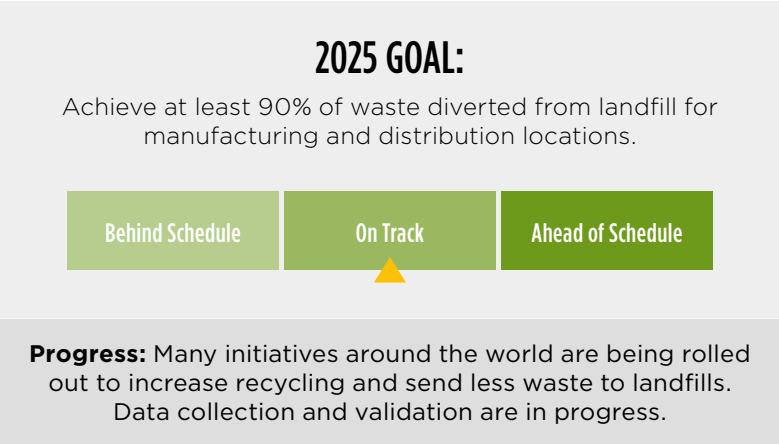 2025 GOAL:
Achieve at least 90% of waste diverted from landfill for
manufacturing and distribution locations.
Behind Schedule
On Track
Ahead of Schedule
Progress: Many initiatives around the world are being rolled
out to increase recycling and send less waste to landfills.
Data collection and validation are in progress.